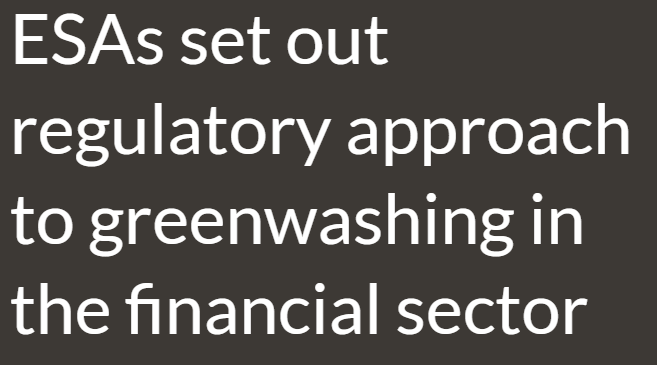 ESAs set out
regulatory approach
to greenwashing in
the financial sector